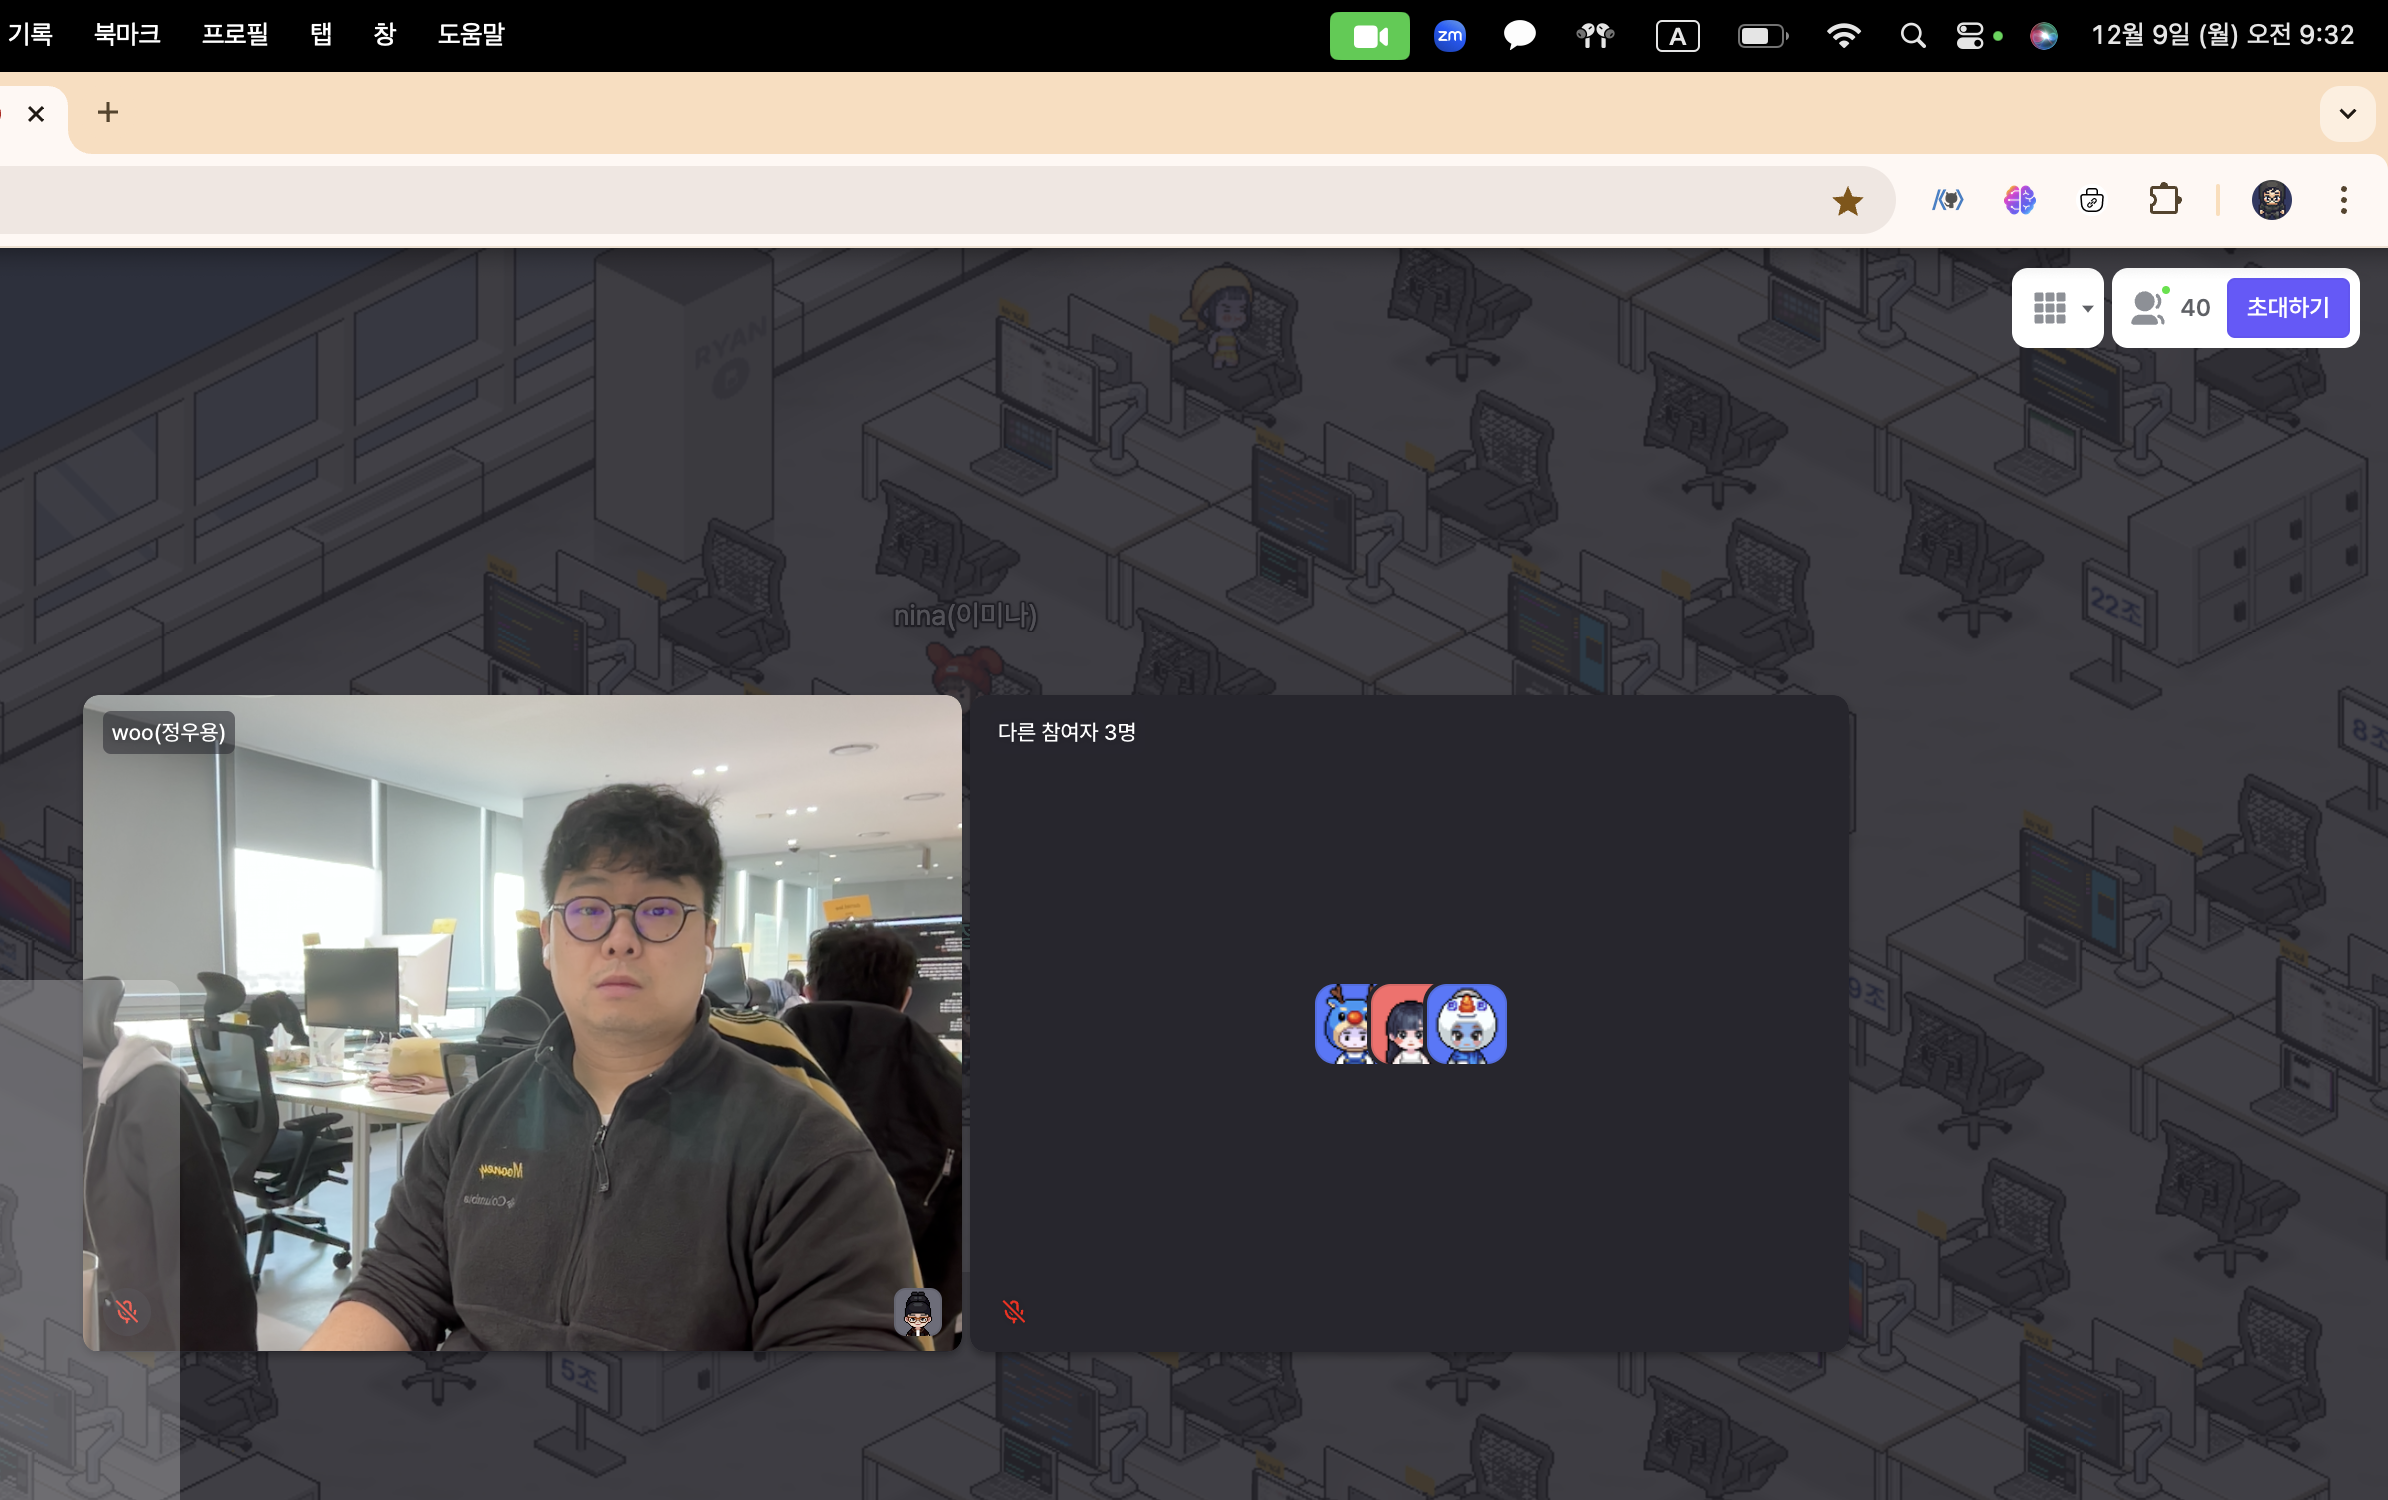 기록 북마크 프로필 탭 창 도움말 zm A 12월 9일 (월) 오전 9:32
40 초대하기
RYAN
22조
nina(이미나)
woo(정우용)
다른 참여자 3명
8조
9조
Mooney
Columbia
5조